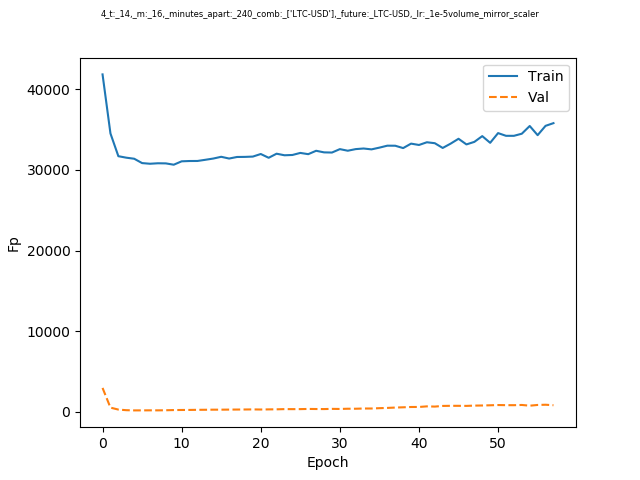 4_t:_14,_m:_16,_minutes_apart:_240_comb:_['LTC-USD'],_future:_LTC-USD,_lr:_1e-5volume_mirror_scaler
Train
Val
40000
30000
20000
10000
0
Fp
0 10 20 30 40 50
Epoch